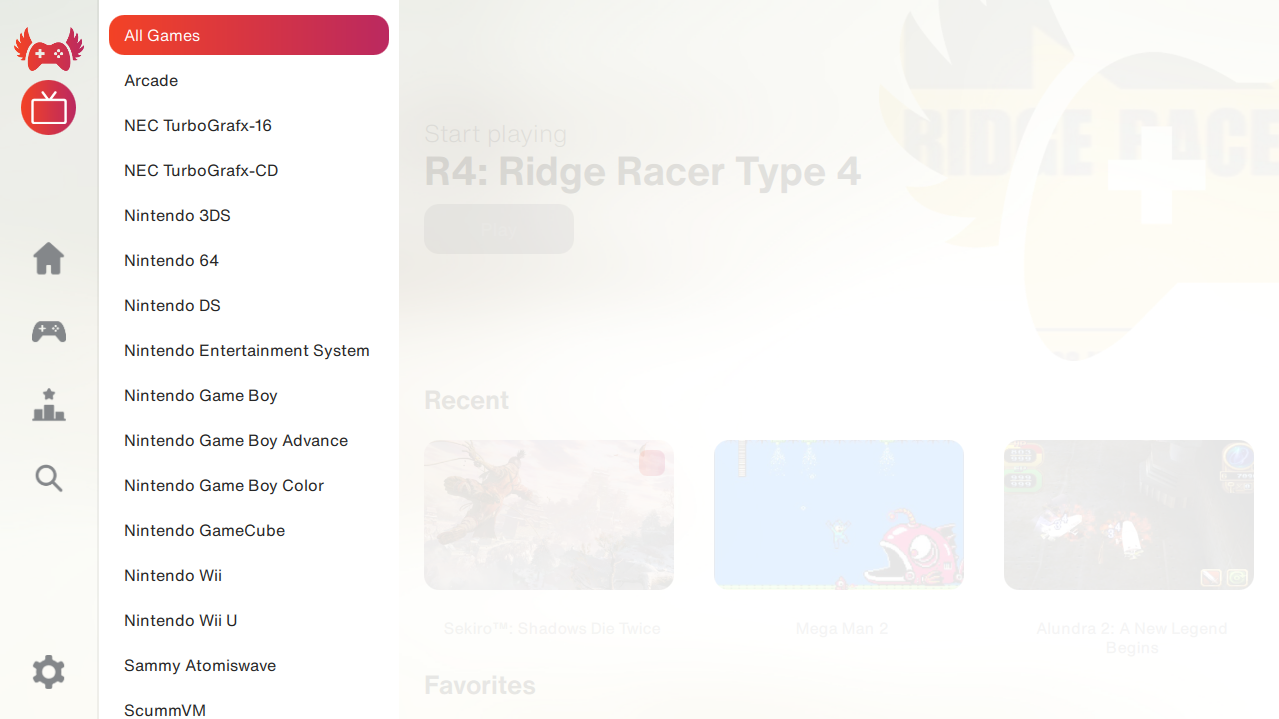 All Games
Arcade
NEC TurboGrafx-16
NEC TurboGrafx-CD
Nintendo 3DS
Nintendo 64
Nintendo DS
Nintendo Entertainment System
Nintendo Game Boy
Nintendo Game Boy Advance
Nintendo Game Boy Color
Nintendo GameCube
Nintendo Wii
Nintendo Wii U
Sammy Atomiswave
ScummVM
Start playing
R4: Ridge Racer Type 4
RIDGE RACE
Recent
Sekiro™: Shadows Die Twice
Mega Man 2
Alundra 2: A New Legend
Begins
Favorites